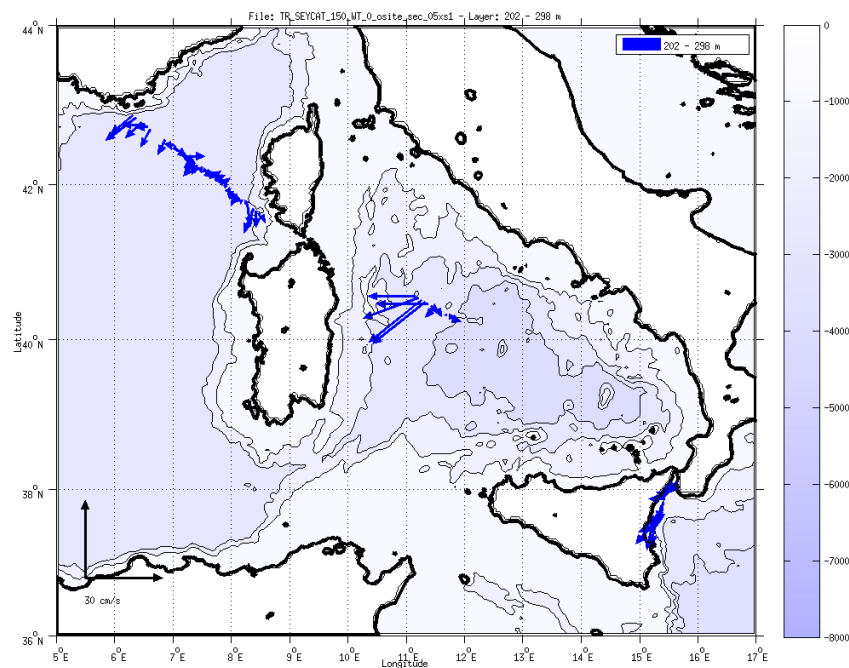 File: TR_SEYCAT_150_WT_0_osite_sec_05xs1 - Layer: 202 - 298 m
44°N
42°N
40°N
38°N
36°N
Latitude
202 - 298 m
30 cm/s
5°E
6°E
7°E
8°E
9°E
10°E
11°E
12°E
13°E
14°E
15°E
16°E
17°E
Longitude
0
-1000
-2000
-3000
-4000
-5000
-6000
-7000
-8000